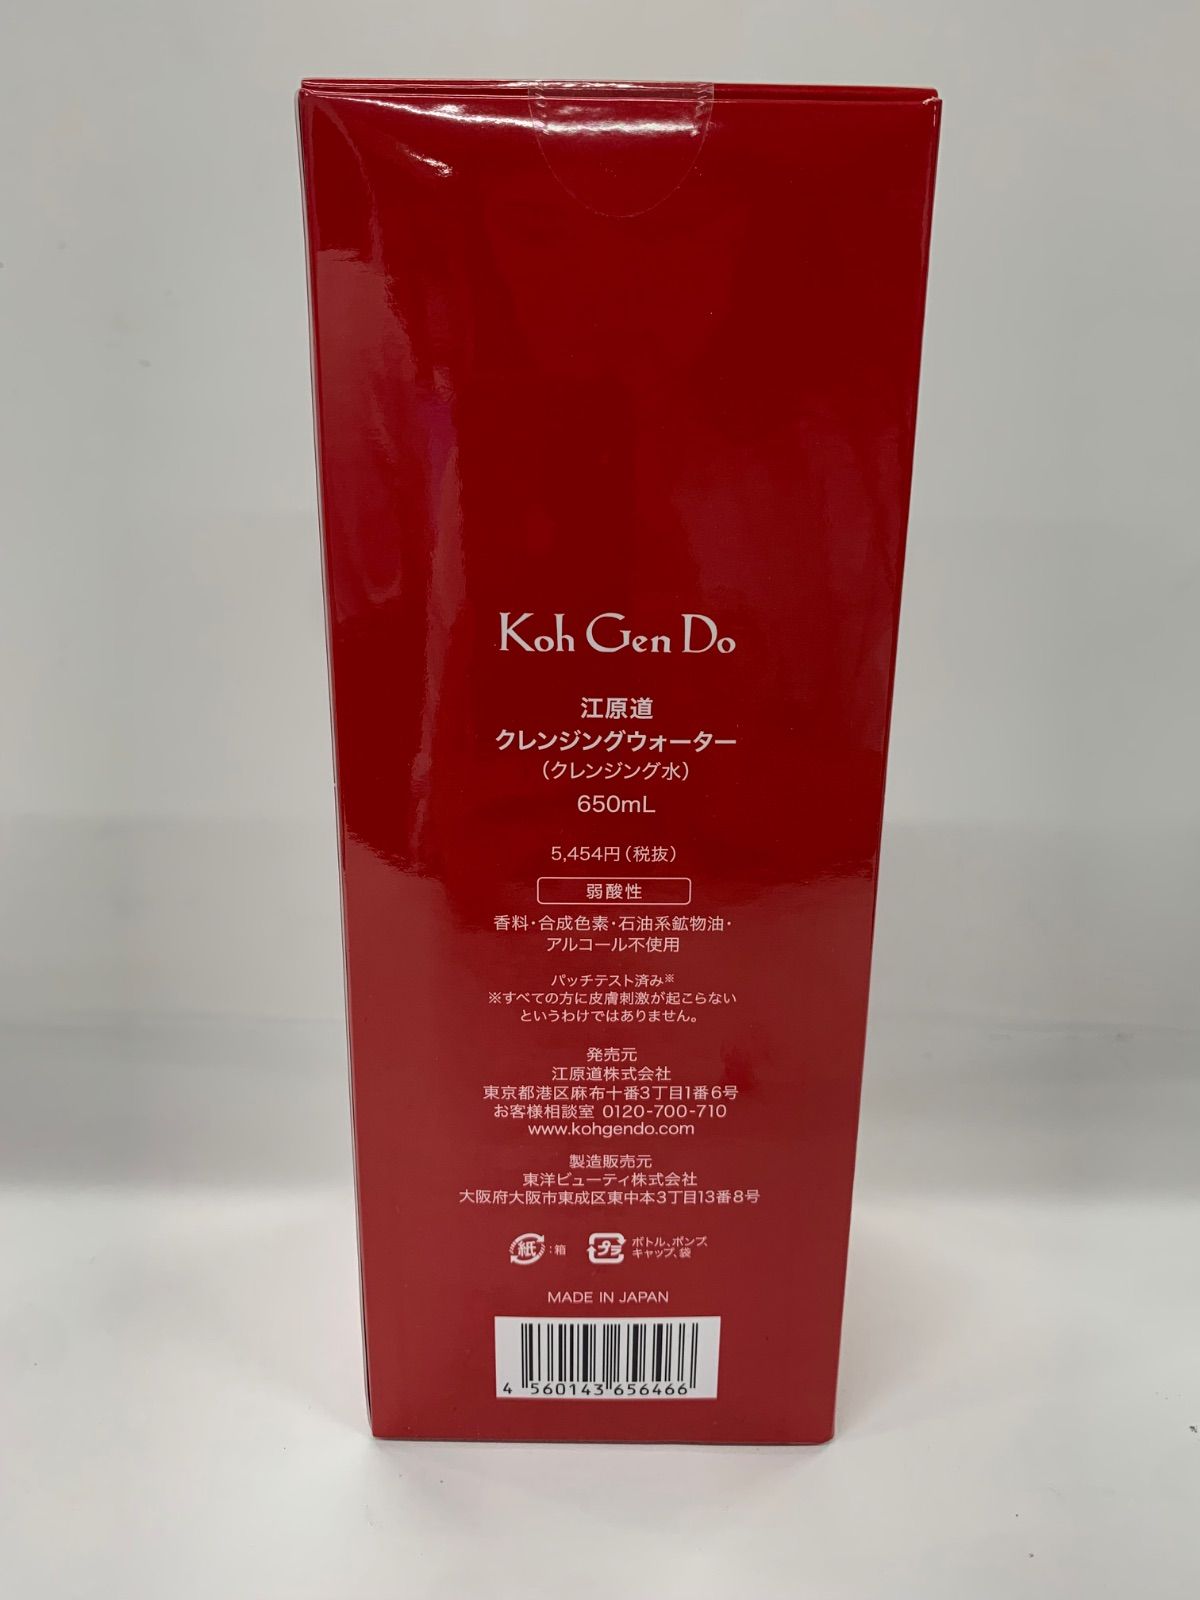 Koh Gen Do
江原道
クレンジングウォーター
(クレンジング水)
650mL
5,454円(税抜)
弱酸性
香料・合成色素・石油系鉱物油・
アルコール不使用
パッチテスト済み※
※すべての方に皮膚刺激が起こらない
というわけではありません。
発売元
江原道株式会社
東京都港区麻布十番3丁目1番6号
お客様相談室 0120-700-710
www.kohgendo.com
製造販売元
東洋ビューティ株式会社
大阪府大阪市東成区東中本3丁目13番8号
紙:箱
プラ
ボトル、ポンプ、
キャップ、袋
MADE IN JAPAN
4 560143 656466